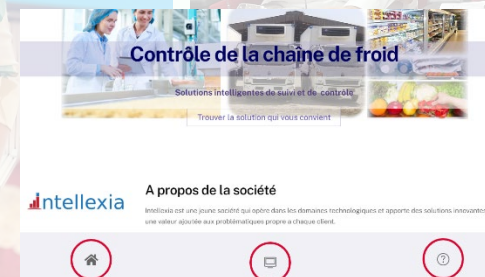 Contrôle de la chaîne de froid
Solutions intelligentes de suivi et de contrôle
Trouver la solution qui vous convient
intellexia
A propos de la société
Intellexia est une jeune société qui opère dans les domaines technologiques et apporte des solutions innovantes
une valeur ajoutée aux problématiques propre a chaque client.